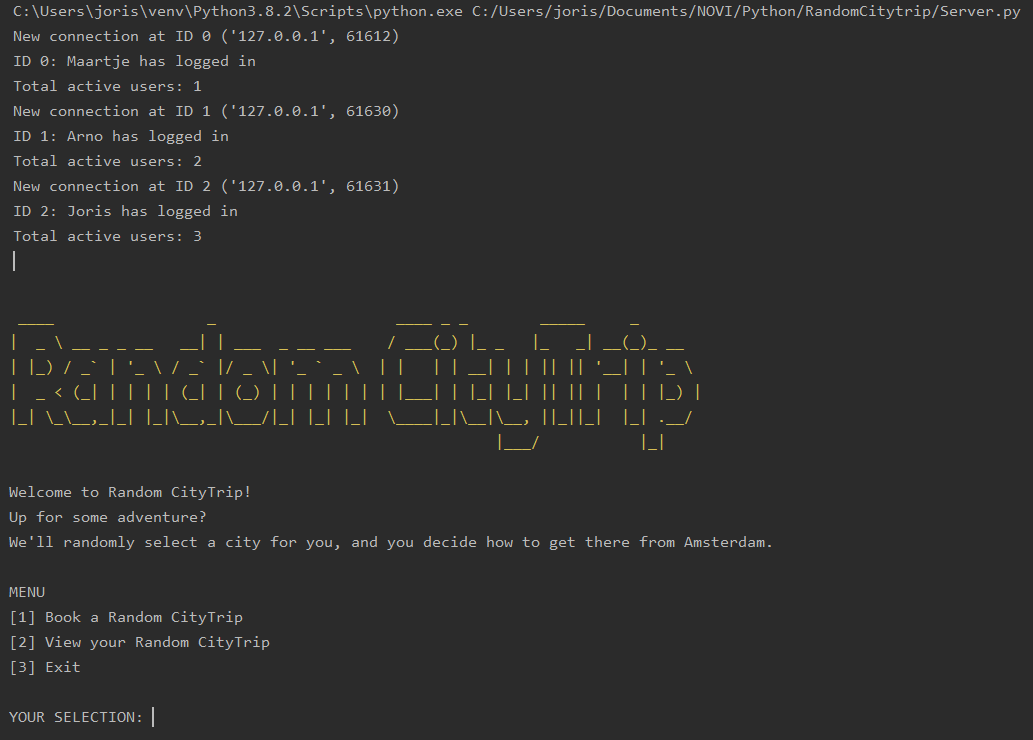 C:\Users\joris\venv\Python3.8.2\Scripts\python.exe C:/Users/joris/Documents/NOVI/Python/RandomCitytrip/Server.py
New connection at ID 0 ('127.0.0.1', 61612)
ID 0: Maartje has logged in
Total active users: 1
New connection at ID 1 ('127.0.0.1', 61630)
ID 1: Arno has logged in
Total active users: 2
New connection at ID 2 ('127.0.0.1', 61631)
ID 2: Joris has logged in
Total active users: 3
Random CityTrip
Welcome to Random CityTrip!
Up for some adventure?
We'll randomly select a city for you, and you decide how to get there from Amsterdam.
MENU
[1] Book a Random CityTrip
[2] View your Random CityTrip
[3] Exit
YOUR SELECTION: